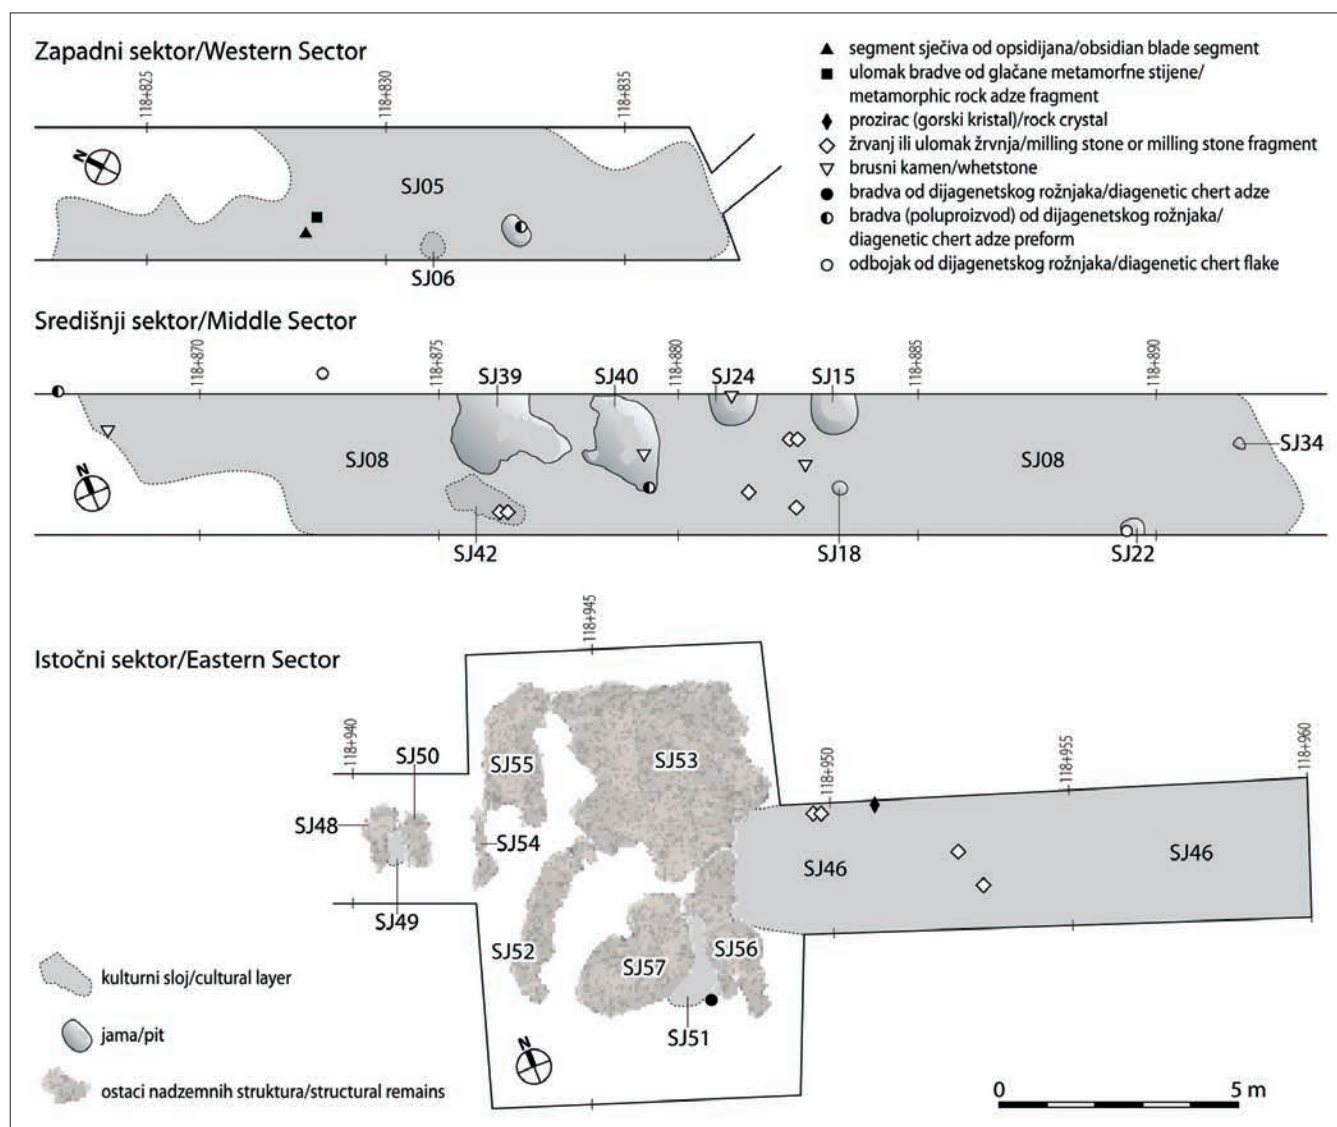 Zapadni sektor/Western Sector
118+825
118+830
118+835
N
SJ05
SJ06
segment sječiva od opsidijana/obsidian blade segment
ulomak bradve od glačane metamorfne stijene/
metamorphic rock adze fragment
prozirac (gorski kristal)/rock crystal
žrvanj ili ulomak žrvnja/milling stone or milling stone fragment
brusni kamen/whetstone
bradva od dijagenetskog rožnjaka/diagenetic chert adze
bradva (poluproizvod) od dijagenetskog rožnjaka/
diagenetic chert adze preform
odbojak od dijagenetskog rožnjaka/diagenetic chert flake
Središnji sektor/Middle Sector
118+870
118+875
118+880
118+885
118+890
SJ39
SJ40
SJ24
SJ15
SJ08
SJ08
SJ34
N
SJ42
SJ18
SJ22
Istočni sektor/Eastern Sector
118+940
118+945
118+950
118+955
118+960
SJ50
SJ55
SJ53
SJ48
SJ54
SJ46
SJ46
SJ49
SJ52
SJ57
SJ56
SJ51
N
kulturni sloj/cultural layer
jama/pit
ostaci nadzemnih struktura/structural remains
0
5 m